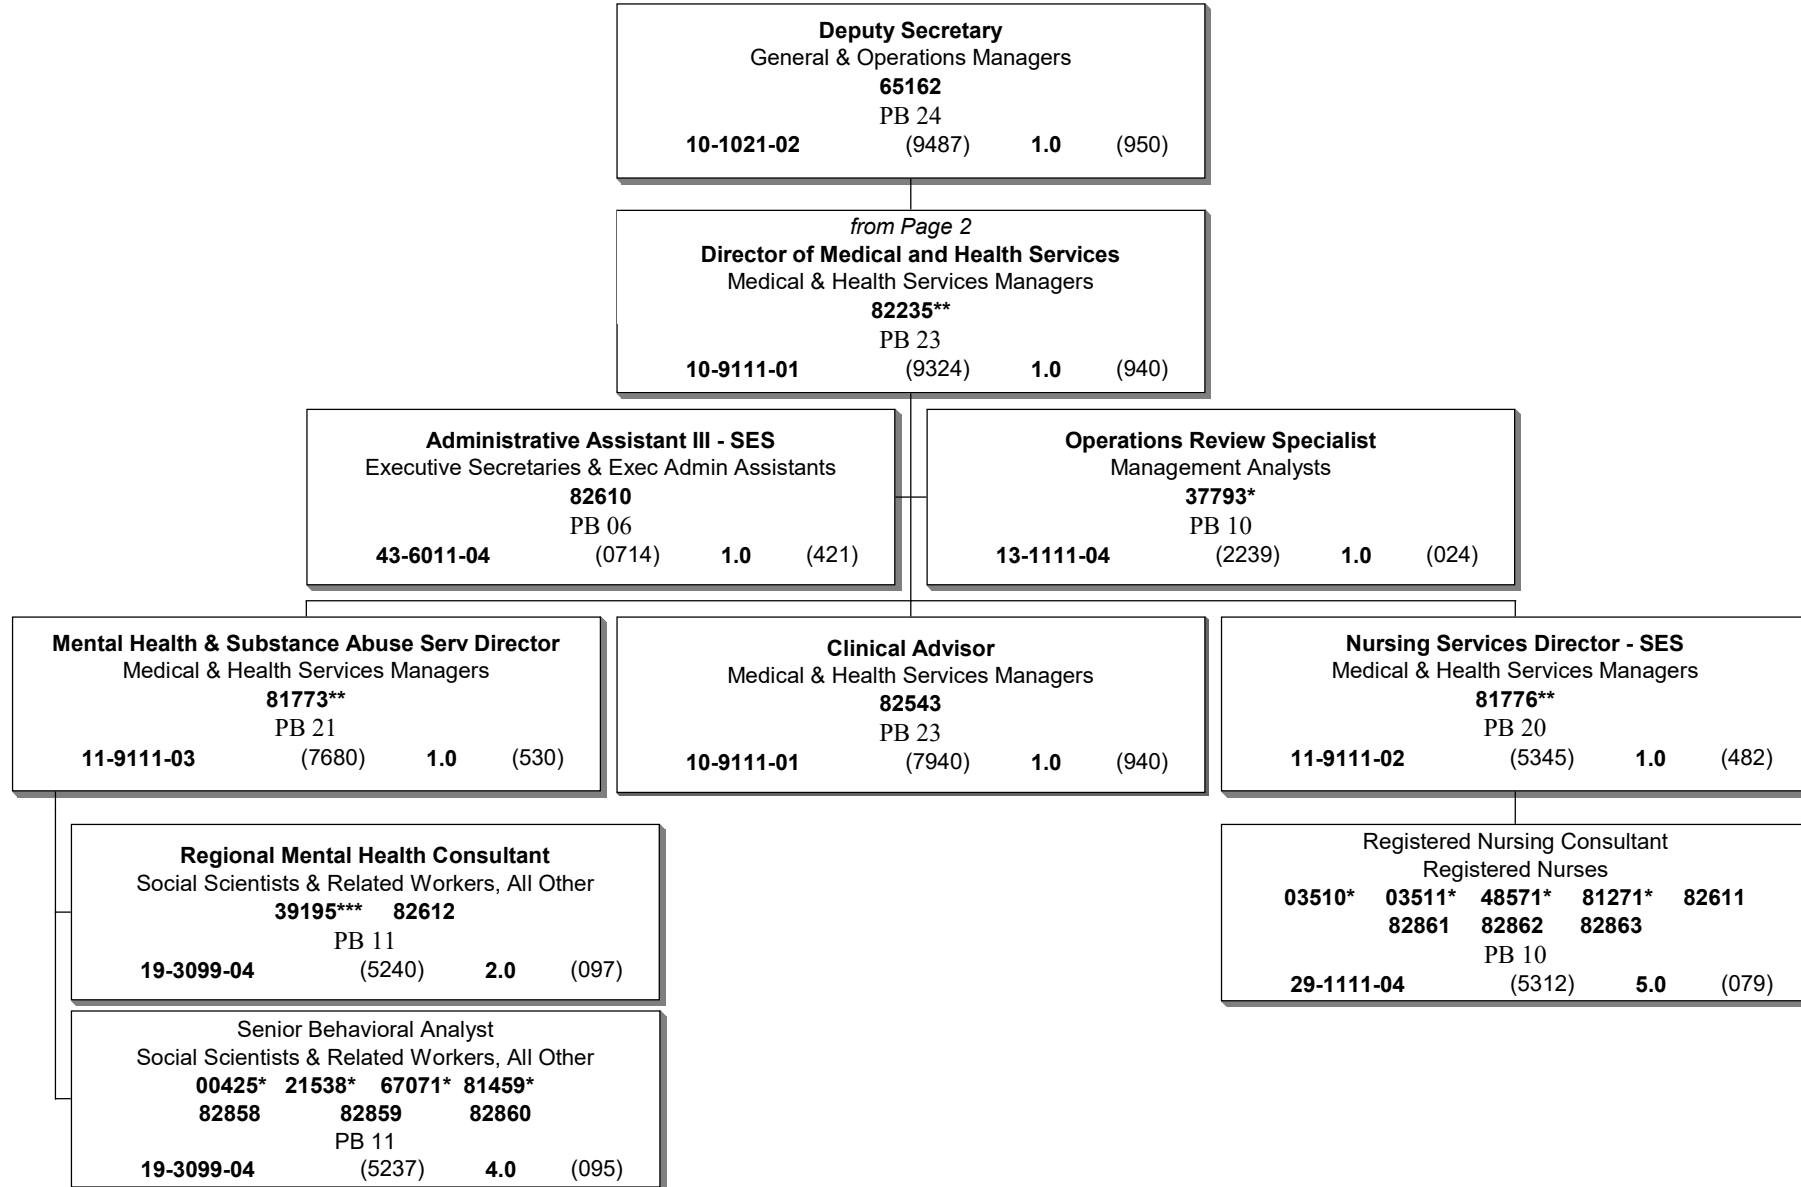 Deputy Secretary
General & Operations Managers
65162
PB 24
10-1021-02 (9487) 1.0 (950)
from Page 2
Director of Medical and Health Services
Medical & Health Services Managers
82235**
PB 23
10-9111-01 (9324) 1.0 (940)
Administrative Assistant III - SES
Executive Secretaries & Exec Admin Assistants
82610
PB 06
43-6011-04 (0714) 1.0 (421)
Operations Review Specialist
Management Analysts
37793*
PB 10
13-1111-04 (2239) 1.0 (024)
Mental Health & Substance Abuse Serv Director
Medical & Health Services Managers
81773**
PB 21
11-9111-03 (7680) 1.0 (530)
Clinical Advisor
Medical & Health Services Managers
82543
PB 23
10-9111-01 (7940) 1.0 (940)
Nursing Services Director - SES
Medical & Health Services Managers
81776**
PB 20
11-9111-02 (5345) 1.0 (482)
Regional Mental Health Consultant
Social Scientists & Related Workers, All Other
39195*** 82612
PB 11
19-3099-04 (5240) 2.0 (097)
Registered Nursing Consultant
Registered Nurses
03510* 03511* 48571* 81271* 82611
82861 82862 82863
PB 10
29-1111-04 (5312) 5.0 (079)
Senior Behavioral Analyst
Social Scientists & Related Workers, All Other
00425* 21538* 67071* 81459*
82858 82859 82860
PB 11
19-3099-04 (5237) 4.0 (095)